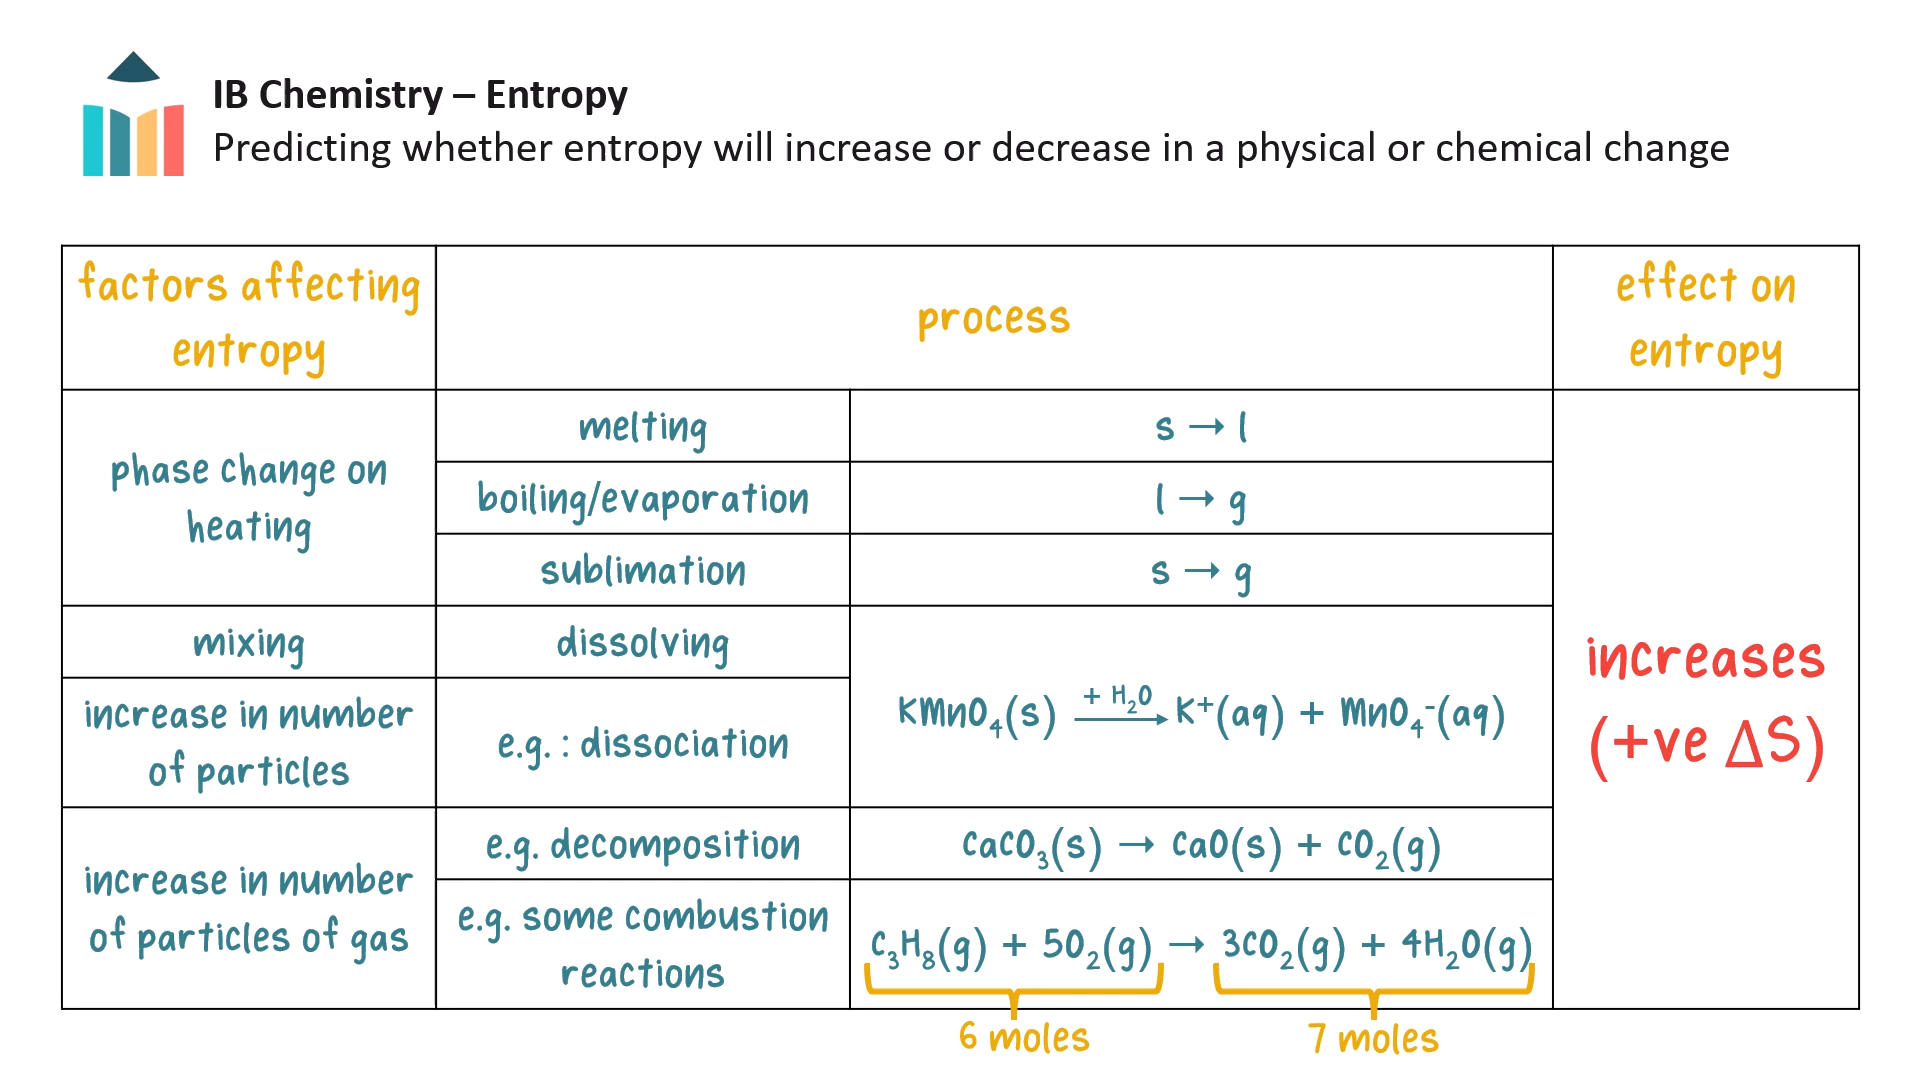 IB Chemistry – Entropy
Predicting whether entropy will increase or decrease in a physical or chemical change
factors affecting
entropy
process
effect on
entropy
phase change on
heating
melting
s → l
boiling/evaporation
l → g
sublimation
s → g
mixing
dissolving
increase in number
of particles
e.g. : dissociation
KMnO₄(s) + H₂O → K⁺(aq) + MnO₄⁻(aq)
increase in number
of particles of gas
e.g. decomposition
CaCO₃(s) → CaO(s) + CO₂(g)
e.g. some combustion
reactions
C₃H₈(g) + 5O₂(g) → 3CO₂(g) + 4H₂O(g)
6 moles
7 moles
increases
(+ve ΔS)